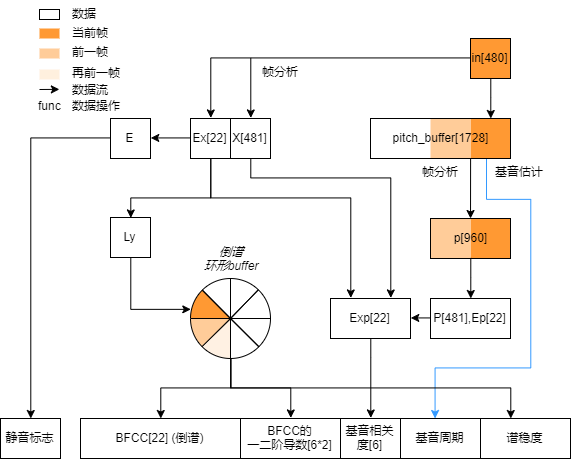 数据
当前帧
前一帧
再前一帧
数据流
func 数据操作
in[480]
帧分析
E
Ex[22]
X[481]
pitch_buffer[1728]
帧分析
基音估计
Ly
p[960]
倒谱
环形buffer
Exp[22]
P[481],Ep[22]
静音标志
BFCC[22] (倒谱)
BFCC的
一二阶导数[6*2]
基音相关
度[6]
基音周期
谱稳度